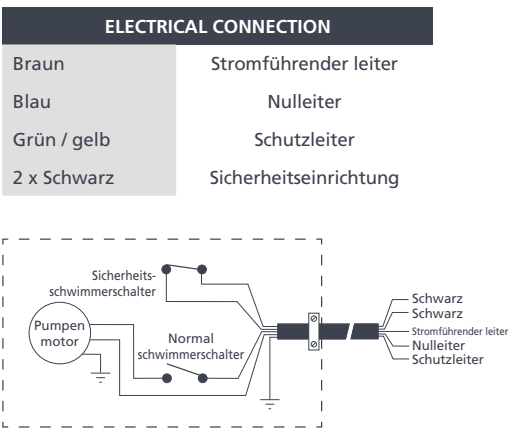 ELECTRICAL CONNECTION
Braun Stromführender leiter
Blau Nulleiter
Grün / gelb Schutzleiter
2 x Schwarz Sicherheitseinrichtung
Sicherheits-
schwimmerschalter
Pumpen
motor
Normal
schwimmerschalter
Schwarz
Schwarz
Stromführender leiter
Nulleiter
Schutzleiter